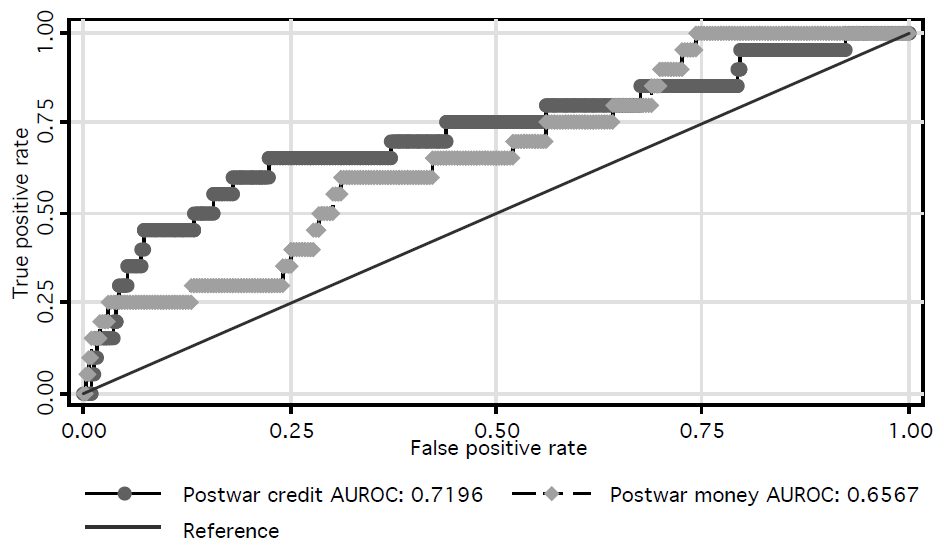 1.00
0.75
0.50
0.25
0.00
True positive rate
0.00 0.25 0.50 0.75 1.00
False positive rate
Postwar credit AUROC: 0.7196 Postwar money AUROC: 0.6567
Reference